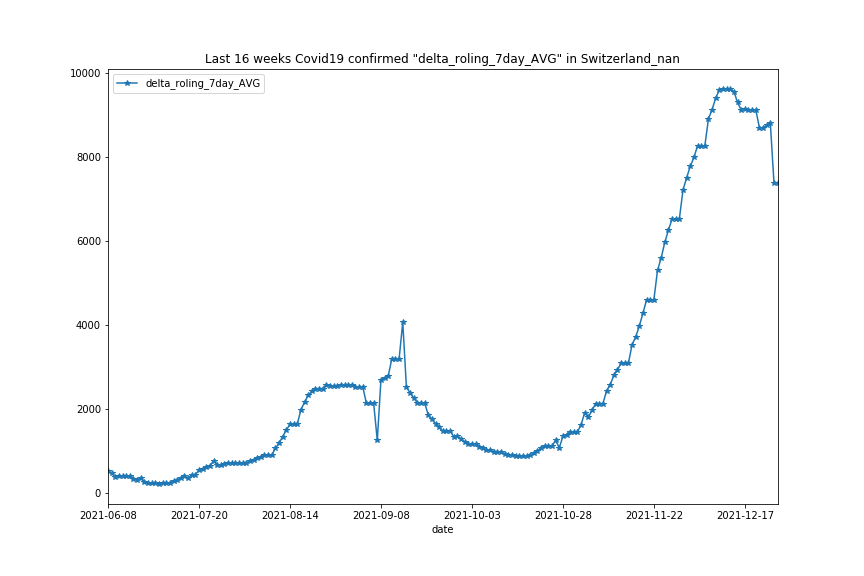 Last 16 weeks Covid19 confirmed "delta_roling_7day_AVG" in Switzerland_nan
delta_roling_7day_AVG
10000
8000
6000
4000
2000
0
2021-06-08 2021-07-20 2021-08-14 2021-09-08 2021-10-03 2021-10-28 2021-11-22 2021-12-17
date